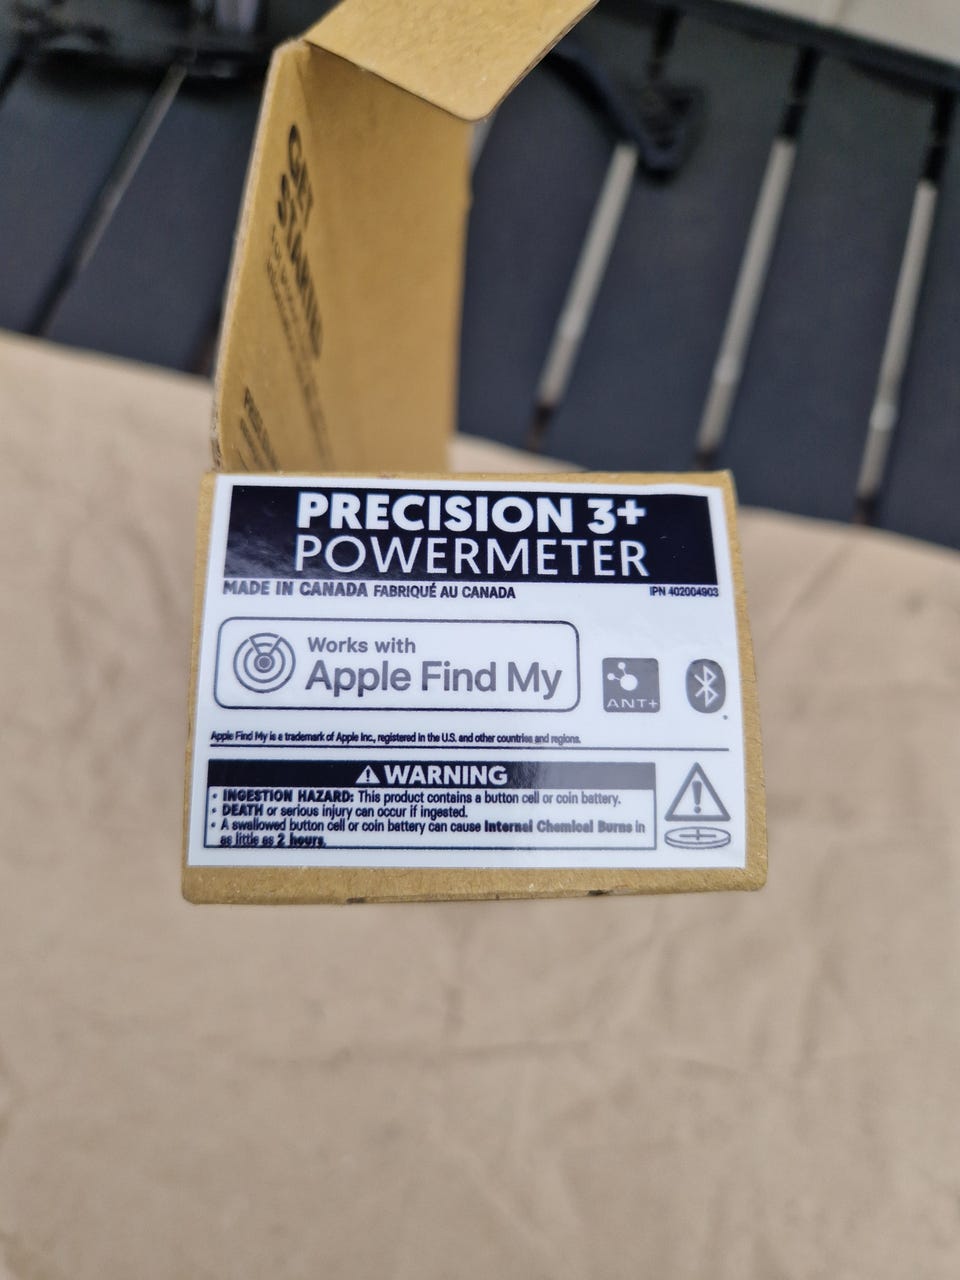 GET
STARTED
PRECISION 3+
POWERMETER
MADE IN CANADA FABRIQUÉ AU CANADA
IPN 402004903
Works with
Apple Find My
ANT+
Apple Find My is a trademark of Apple Inc., registered in the U.S. and other countries and regions.
WARNING
• INGESTION HAZARD: This product contains a button cell or coin battery.
• DEATH or serious injury can occur if ingested.
• A swallowed button cell or coin battery can cause Internal Chemical Burns in
as little as 2 hours.